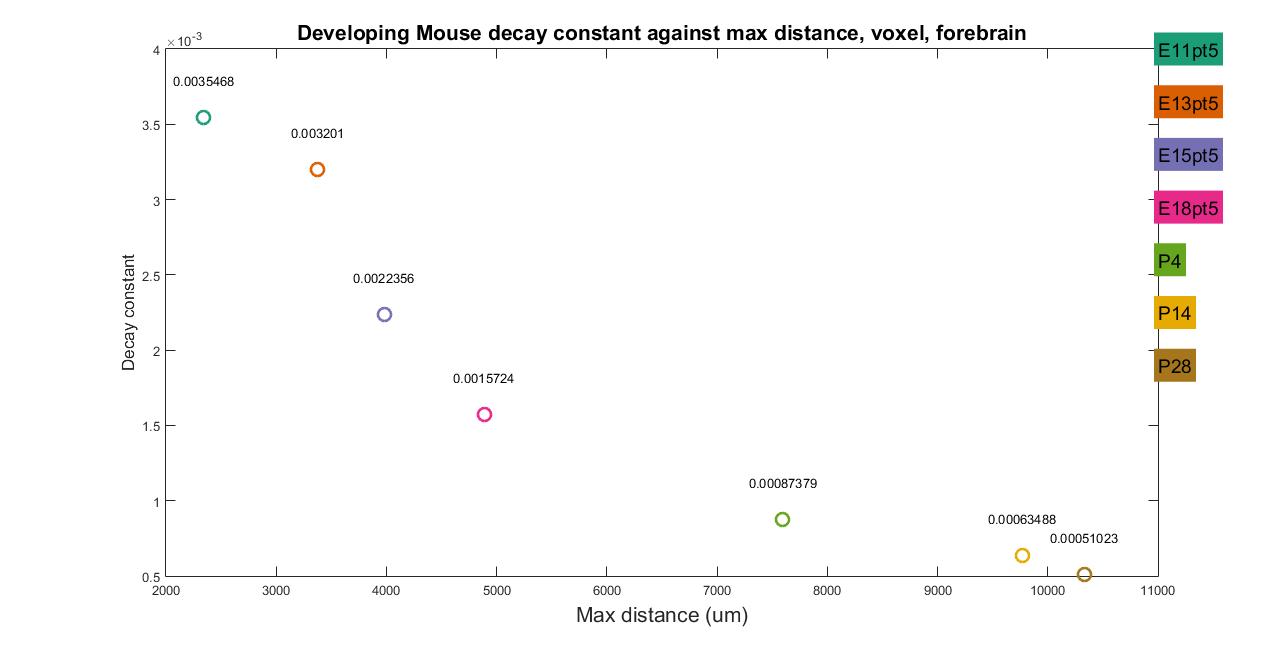 Developing Mouse decay constant against max distance, voxel, forebrain
×10-3
4
3.5
3
2.5
2
1.5
1
0.5
Decay constant
0.0035468
0.003201
0.0022356
0.0015724
0.00087379
0.00063488
0.00051023
2000 3000 4000 5000 6000 7000 8000 9000 10000 11000
Max distance (um)
E11pt5
E13pt5
E15pt5
E18pt5
P4
P14
P28